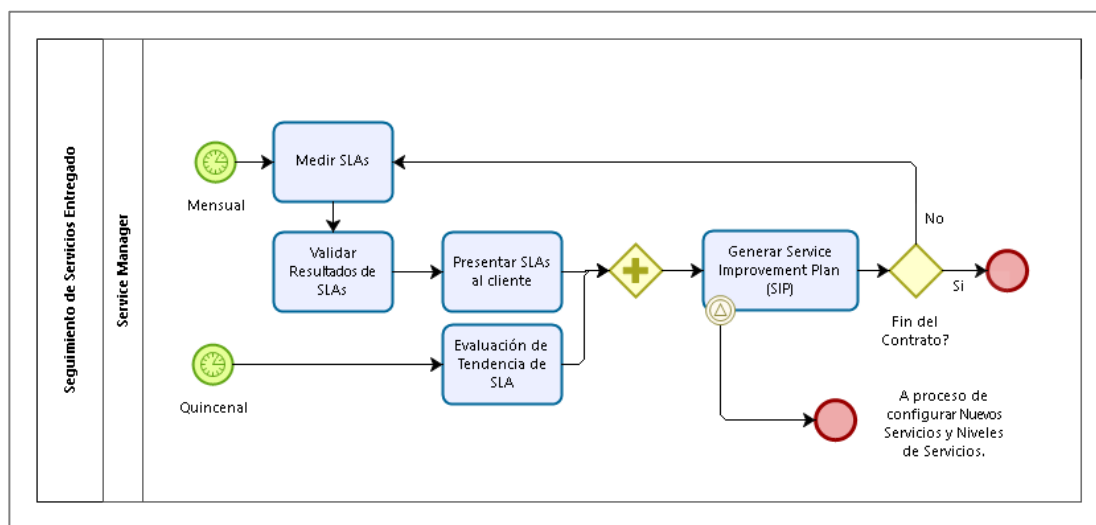 Seguimiento de Servicios Entregado
Service Manager
Mensual
Medir SLAs
No
Validar
Resultados de
SLAs
Presentar SLAs
al cliente
Generar Service
Improvement Plan
(SIP)
Si
Fin del
Contrato?
Quincenal
Evaluación de
Tendencia de
SLA
A proceso de
configurar Nuevos
Servicios y Niveles
de Servicios.